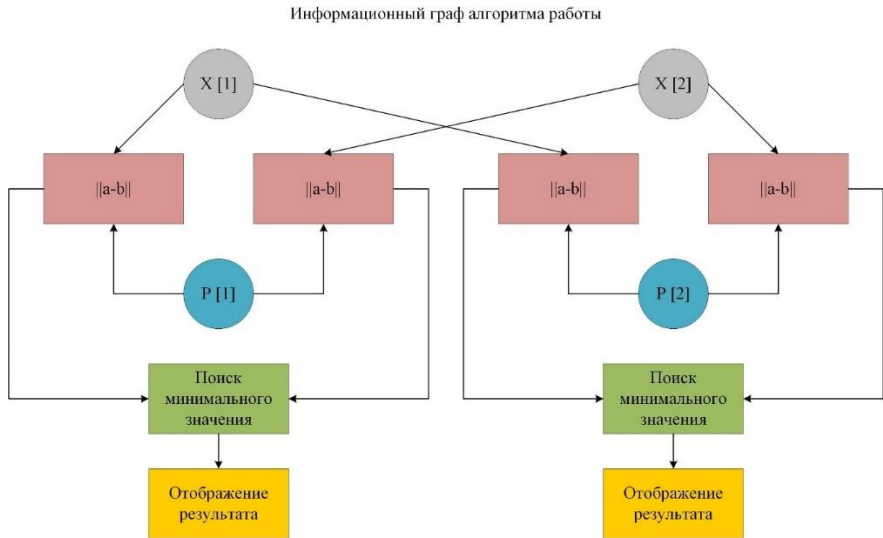 Информационный граф алгоритма работы
X [1]
X [2]
||a-b||
||a-b||
||a-b||
||a-b||
P [1]
P [2]
Поиск
минимального
значения
Поиск
минимального
значения
Отображение
результата
Отображение
результата